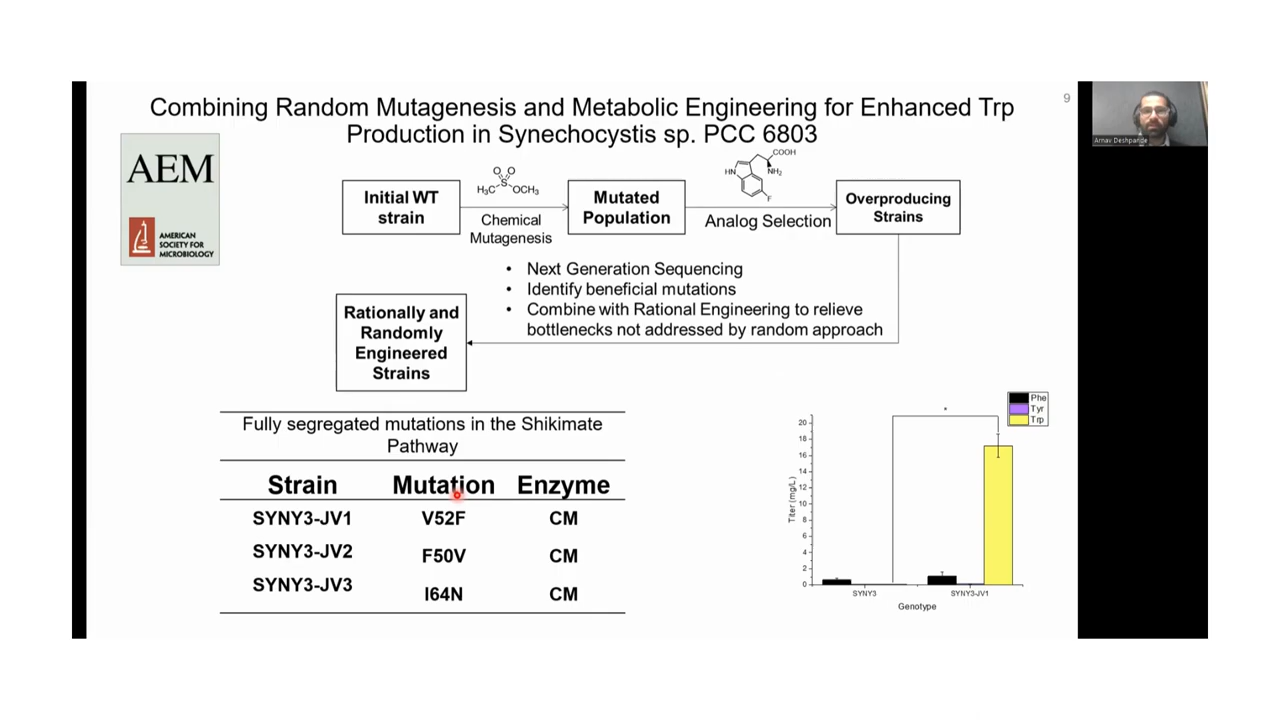 Combining Random Mutagenesis and Metabolic Engineering for Enhanced Trp
Production in Synechocystis sp. PCC 6803
9
Arnav Deshpande
AEM
AMERICAN
SOCIETY FOR
MICROBIOLOGY
Initial WT
strain
O O
S
H₃C
OCH₃
Chemical
Mutagenesis
Mutated
Population
COOH
NH₂
HN
F
Analog Selection
Overproducing
Strains
• Next Generation Sequencing
• Identify beneficial mutations
• Combine with Rational Engineering to relieve
bottlenecks not addressed by random approach
Rationally and
Randomly
Engineered
Strains
Fully segregated mutations in the Shikimate
Pathway
Strain Mutation Enzyme
SYNY3-JV1 V52F CM
SYNY3-JV2 F50V CM
SYNY3-JV3 I64N CM
Phe
Tyr
Trp
*
20
18
16
14
12
10
8
6
4
2
0
Titer (mg/L)
SYNY3 SYNY3-JV1
Genotype